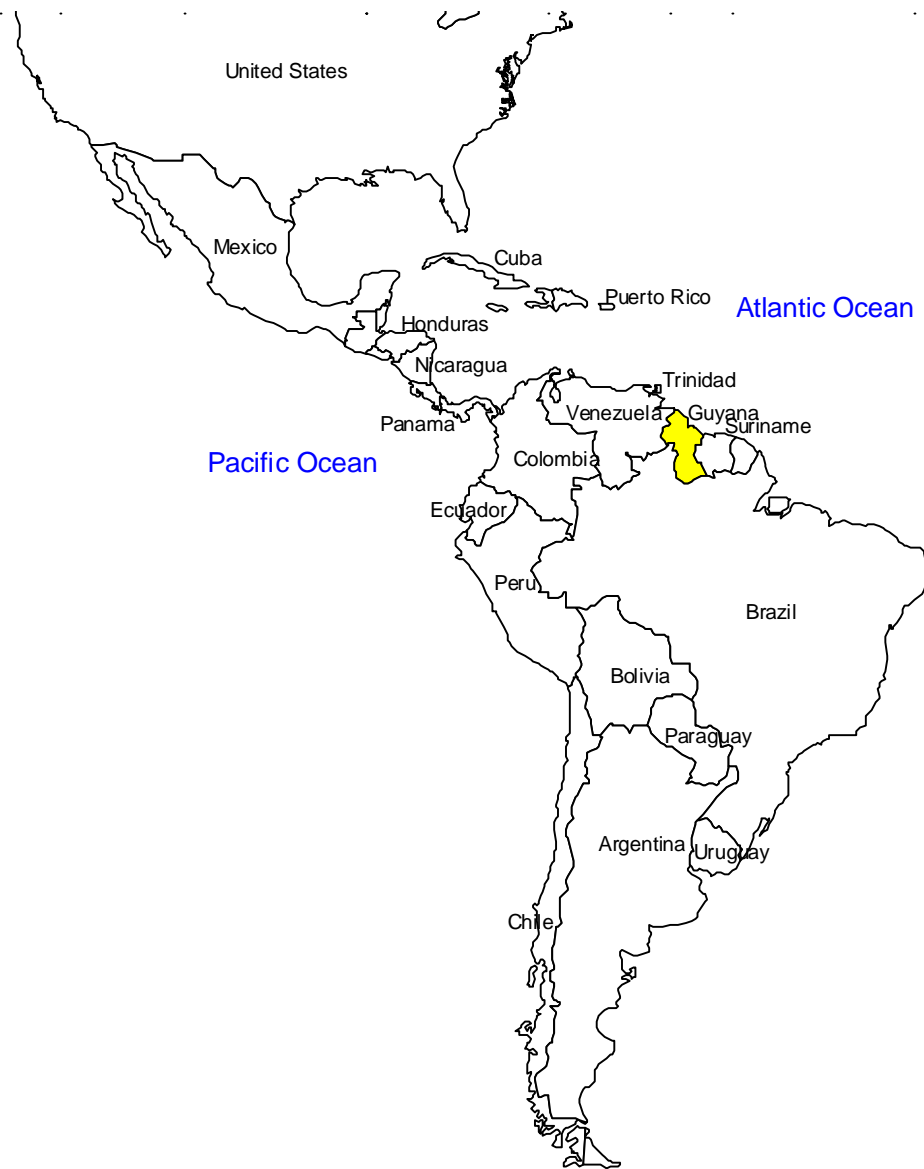 United States
Mexico
Cuba
Puerto Rico
Atlantic Ocean
Honduras
Nicaragua
Trinidad
Panama
Venezuela
Guyana
Suriname
Pacific Ocean
Colombia
Ecuador
Peru
Brazil
Bolivia
Paraguay
Argentina
Uruguay
Chile